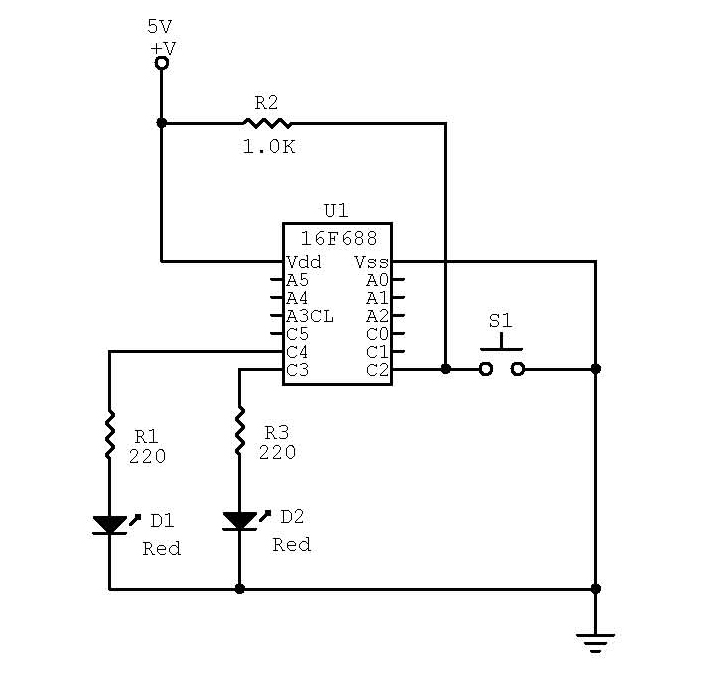 5V
+V
R2
1.0K
U1
16F688
Vdd Vss
A5 A0
A4 A1
A3CL A2
C5 C0
C4 C1
C3 C2
S1
R1
220
R3
220
D1
Red
D2
Red